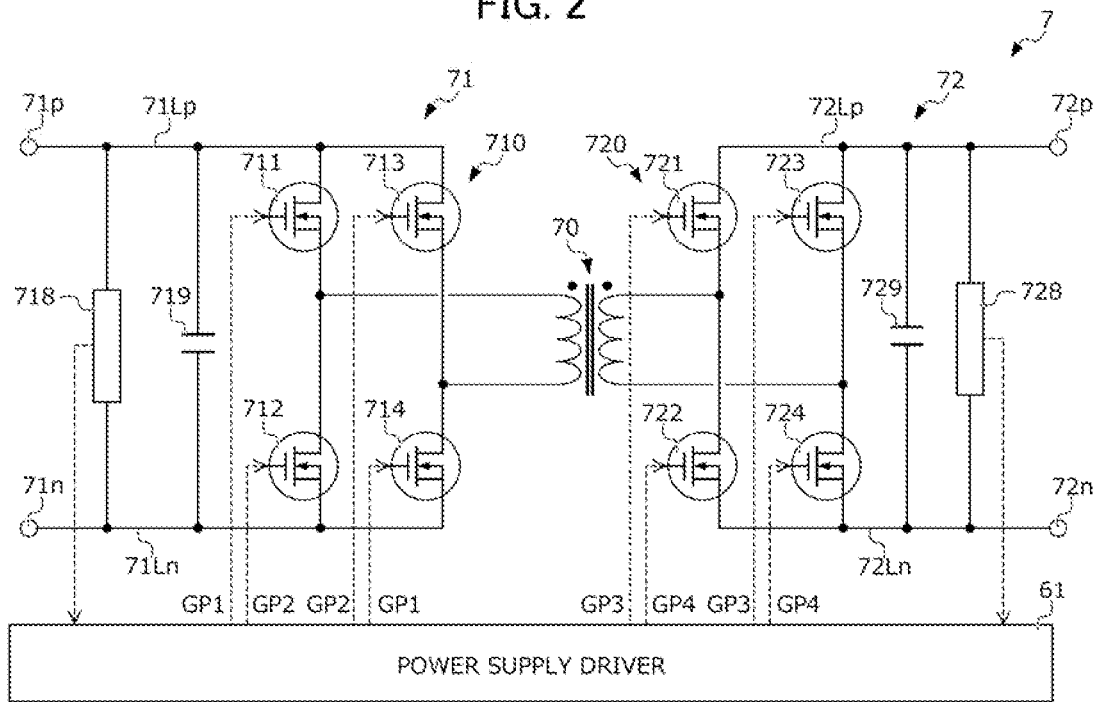 FIG. 2
7
71
72
71p
71Lp
72Lp
72p
711
713
710
720
721
723
70
718
719
729
728
712
714
722
724
71n
72n
71Ln
72Ln
GP1 GP2 GP2 GP1 GP3 GP4 GP3 GP4
61
POWER SUPPLY DRIVER